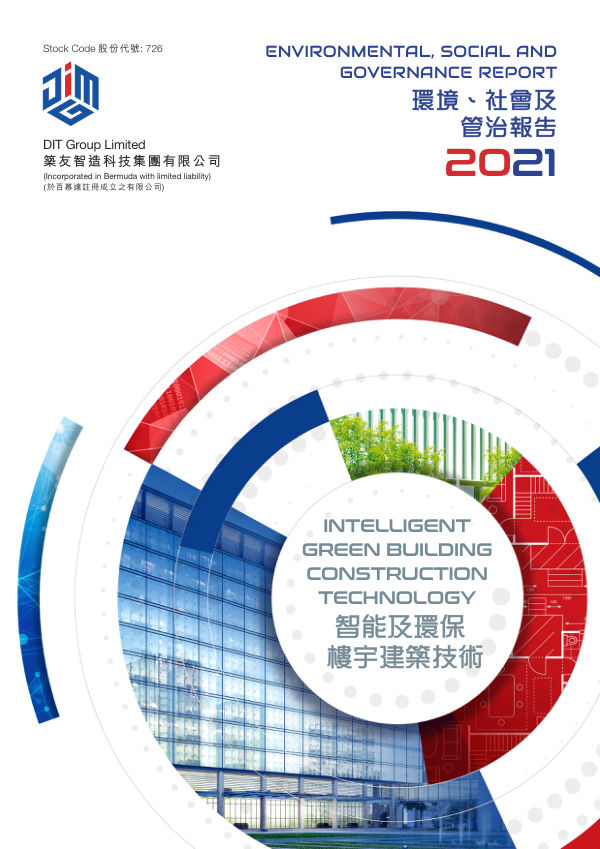 Stock Code 股份代號: 726
DIT Group Limited
築友智造科技集團有限公司
(Incorporated in Bermuda with limited liability)
(於百慕達註冊成立之有限公司)
ENVIRONMENTAL, SOCIAL AND
GOVERNANCE REPORT
環境、社會及
管治報告
2021
INTELLIGENT
GREEN BUILDING
CONSTRUCTION
TECHNOLOGY
智能及環保
樓宇建築技術